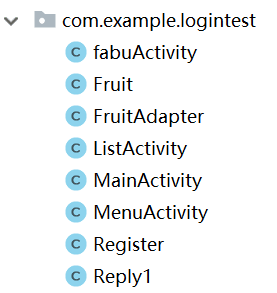 com.example.logintest
C fabuActivity
C Fruit
C FruitAdapter
C ListActivity
C MainActivity
C MenuActivity
C Register
C Reply1